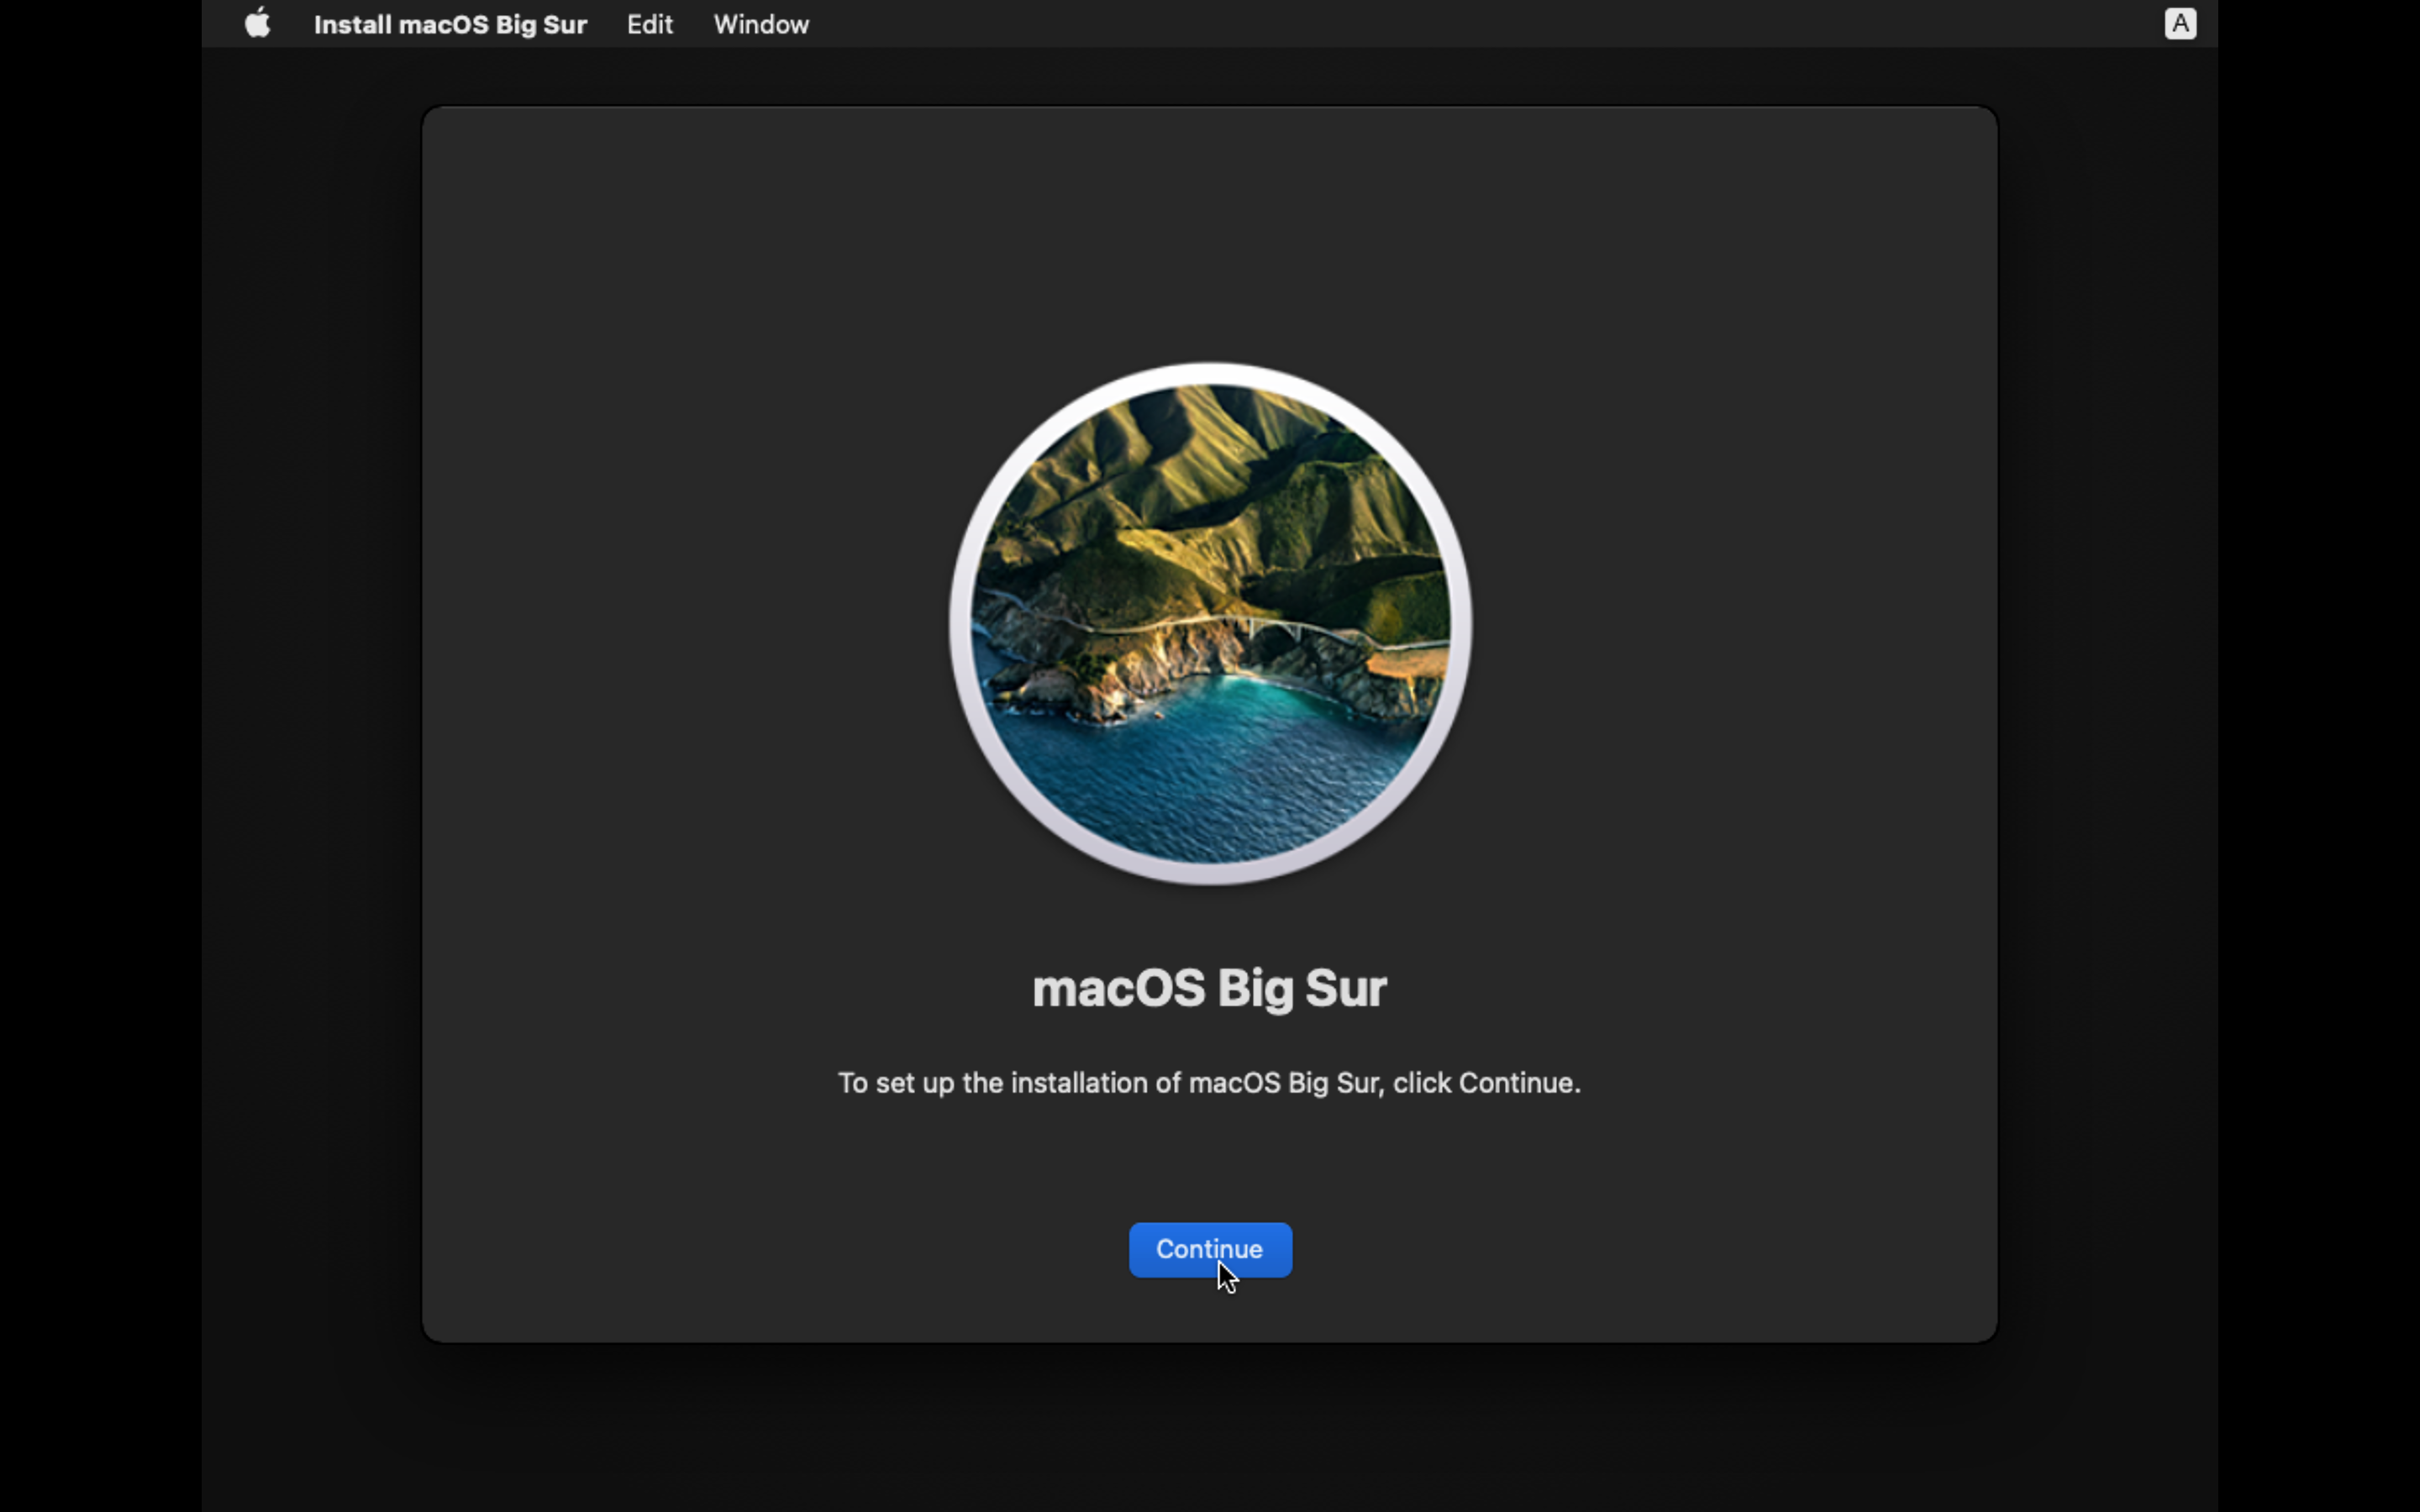 Install macOS Big Sur Edit Window A
macOS Big Sur
To set up the installation of macOS Big Sur, click Continue.
Continue